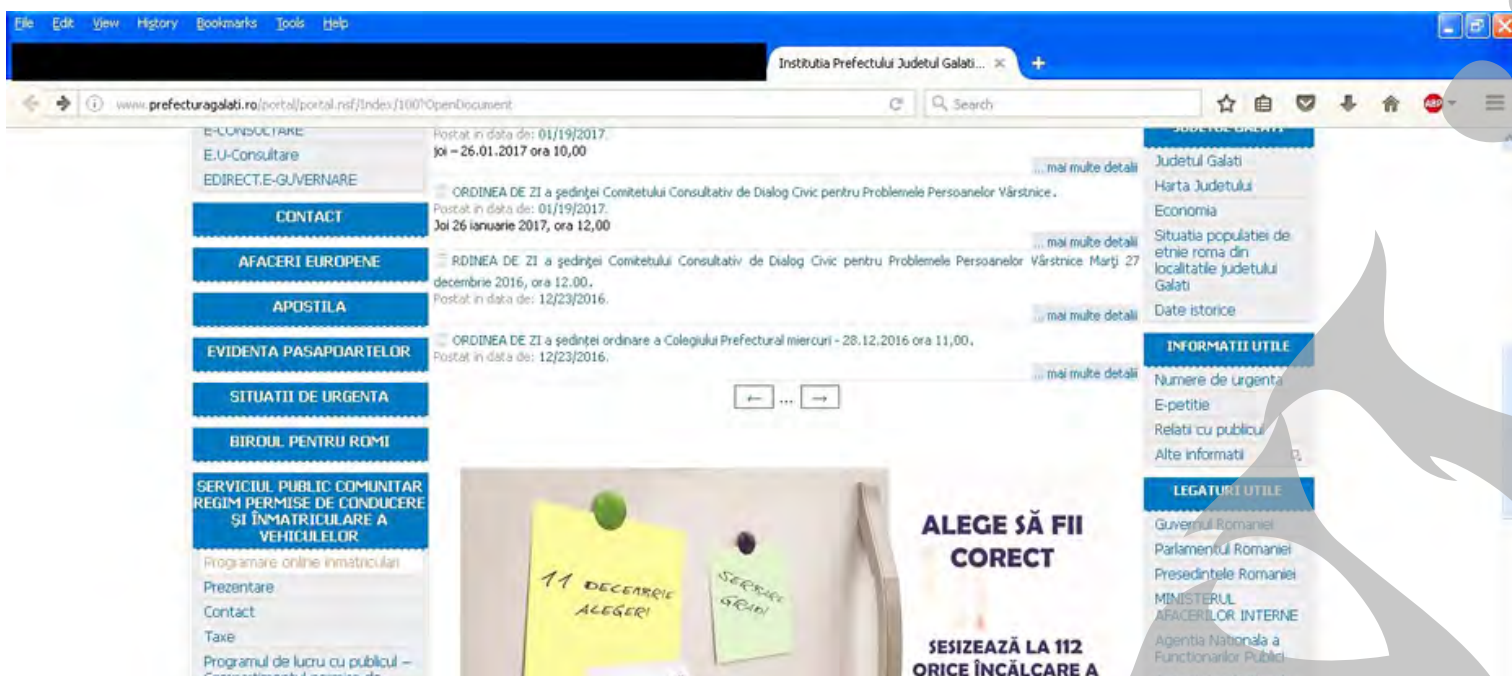 File Edit View History Bookmarks Tools Help
Institutia Prefectului Judetul Galati...
www.prefecturagalati.ro/portal/portal.nsf/Index/100?OpenDocument
Search
ABP
E-CONSULTARE
E.U-Consultare
EDIRECT.E-GUVERNARE
CONTACT
AFACERI EUROPENE
APOSTILA
EVIDENTA PASAPOARTELOR
SITUATII DE URGENTA
BIROUL PENTRU ROMI
SERVICIUL PUBLIC COMUNITAR
REGIM PERMISE DE CONDUCERE
ŞI ÎNMATRICULARE A
VEHICULELOR
Programare online inmatriculari
Prezentare
Contact
Taxe
Programul de lucru cu publicul –
Postat in data de: 01/19/2017.
Joi – 26.01.2017 ora 10,00
... mai multe detalii
ORDINEA DE ZI a şedinţei Comitetului Consultativ de Dialog Civic pentru Problemele Persoanelor Vârstnice.
Postat in data de: 01/19/2017.
Joi 26 ianuarie 2017, ora 12,00
... mai multe detalii
RDINEA DE ZI a şedinţei Comitetului Consultativ de Dialog Civic pentru Problemele Persoanelor Vârstnice Marţi 27
decembrie 2016, ora 12.00.
Postat in data de: 12/23/2016.
... mai multe detalii
ORDINEA DE ZI a şedinţei ordinare a Colegiului Prefectural miercuri - 28.12.2016 ora 11,00.
Postat in data de: 12/23/2016.
... mai multe detalii
← ... →
11 DECEMBRIE
ALEGERI
SERBARE
GRADI
ALEGE SĂ FII
CORECT
SESIZEAZĂ LA 112
ORICE ÎNCĂLCARE A
JUDETUL GALATI
Judetul Galati
Harta Judetului
Economia
Situatia populatiei de
etnie roma din
localitatile judetului
Galati
Date istorice
INFORMATII UTILE
Numere de urgenta
E-petitie
Relatii cu publicul
Alte informatii
LEGATURI UTILE
Guvernul Romaniei
Parlamentul Romaniei
Presedintele Romaniei
MINISTERUL
AFACERILOR INTERNE
Agentia Nationala a
Functionarilor Publici